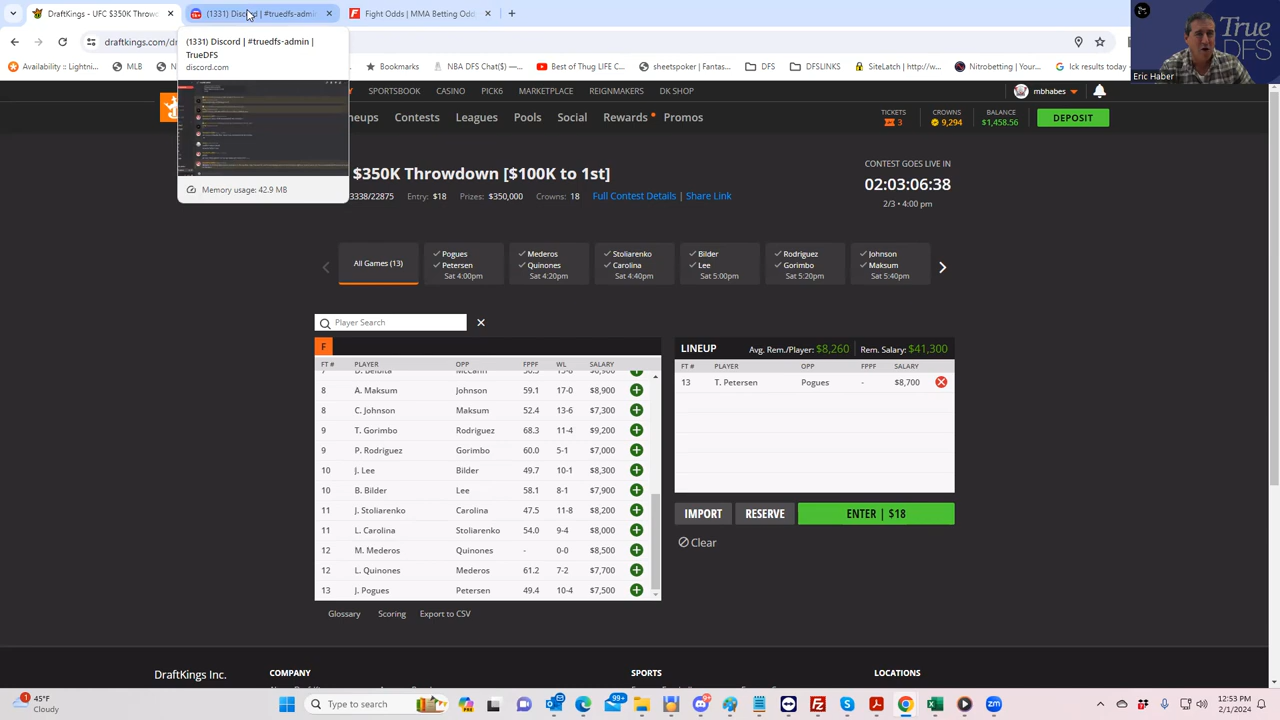 DraftKings - UFC $350K Throwd
(1331) Discord | #truedfs-admin
Fight Odds | MMA Betting Odd
(1331) Discord | #truedfs-admin |
TrueDFS
discord.com
Memory usage: 42.9 MB
draftkings.com/dr
Availability :: Lightni...
MLB
Bookmarks
NBA DFS Chat($)...
Best of Thug LIFE C...
sheetspoker | Fantas...
DFS
DFSLINKS
SiteLatch | http://w...
Nitrobetting | Your...
Ick results today
True
DFS
Eric Haber
SPORTSBOOK
CASINO
PICKS
MARKETPLACE
REIGNMAKERS
DK SHOP
mbhabes
Promos
TICKETS
3
CROWNS
9,294
BALANCE
$1,458.56
DEPOSIT
$350K Throwdown [$100K to 1st]
3338/22875 Entry: $18 Prizes: $350,000 Crowns: 18 Full Contest Details | Share Link
CONTEST GOES LIVE IN
02:03:06:38
2/3 • 4:00 pm
All Games (13)
Pogues
Petersen
Sat 4:00pm
Mederos
Quinones
Sat 4:20pm
Stoliarenko
Carolina
Sat 4:40pm
Bilder
Lee
Sat 5:00pm
Rodriguez
Gorimbo
Sat 5:20pm
Johnson
Maksum
Sat 5:40pm
Player Search
F
FT # PLAYER OPP FPPF WL SALARY
8 A. Maksum Johnson 59.1 17-0 $8,900
8 C. Johnson Maksum 52.4 13-6 $7,300
9 T. Gorimbo Rodriguez 68.3 11-4 $9,200
9 P. Rodriguez Gorimbo 60.0 5-1 $7,000
10 J. Lee Bilder 49.7 10-1 $8,300
10 B. Bilder Lee 58.1 8-1 $7,900
11 J. Stoliarenko Carolina 47.5 11-8 $8,200
11 L. Carolina Stoliarenko 54.0 9-4 $8,000
12 M. Mederos Quinones - 0-0 $8,500
12 L. Quinones Mederos 61.2 7-2 $7,700
13 J. Pogues Petersen 49.4 10-4 $7,500
Glossary Scoring Export to CSV
LINEUP Avg. Rem./Player: $8,260 Rem. Salary: $41,300
FT # PLAYER OPP FPPF SALARY
13 T. Petersen Pogues - $8,700
IMPORT
RESERVE
ENTER | $18
Clear
DraftKings Inc.
COMPANY
SPORTS
LOCATIONS
1
45°F
Cloudy
Type to search
99+
12:53 PM
2/1/2024